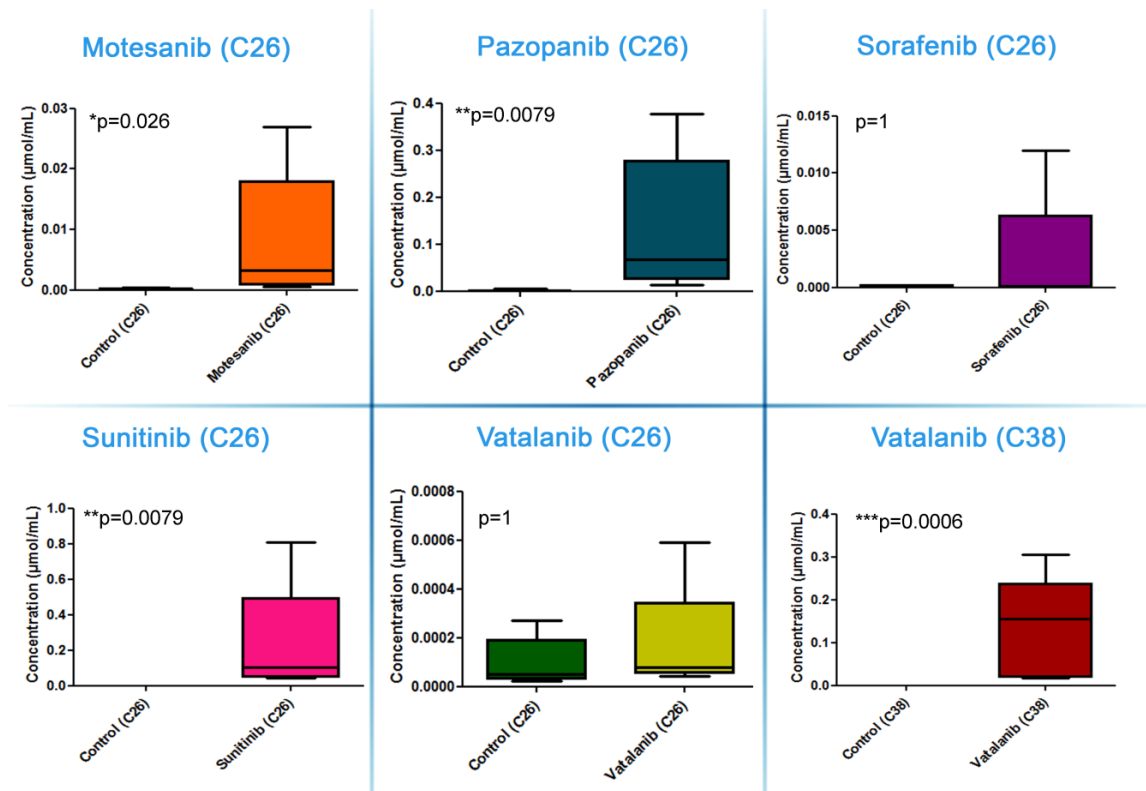 Motesanib (C26)
*p=0.026
Concentration (µmol/mL)
0.03
0.02
0.01
0.00
Control (C26)
Motesanib (C26)
Pazopanib (C26)
**p=0.0079
Concentration (µmol/mL)
0.4
0.3
0.2
0.1
0.0
Control (C26)
Pazopanib (C26)
Sorafenib (C26)
p=1
Concentration (µmol/mL)
0.015
0.010
0.005
0.000
Control (C26)
Sorafenib (C26)
Sunitinib (C26)
**p=0.0079
Concentration (µmol/mL)
1.0
0.8
0.6
0.4
0.2
0.0
Control (C26)
Sunitinib (C26)
Vatalanib (C26)
p=1
Concentration (µmol/mL)
0.0008
0.0006
0.0004
0.0002
0.0000
Control (C26)
Vatalanib (C26)
Vatalanib (C38)
***p=0.0006
Concentration (µmol/mL)
0.4
0.3
0.2
0.1
0.0
Control (C38)
Vatalanib (C38)